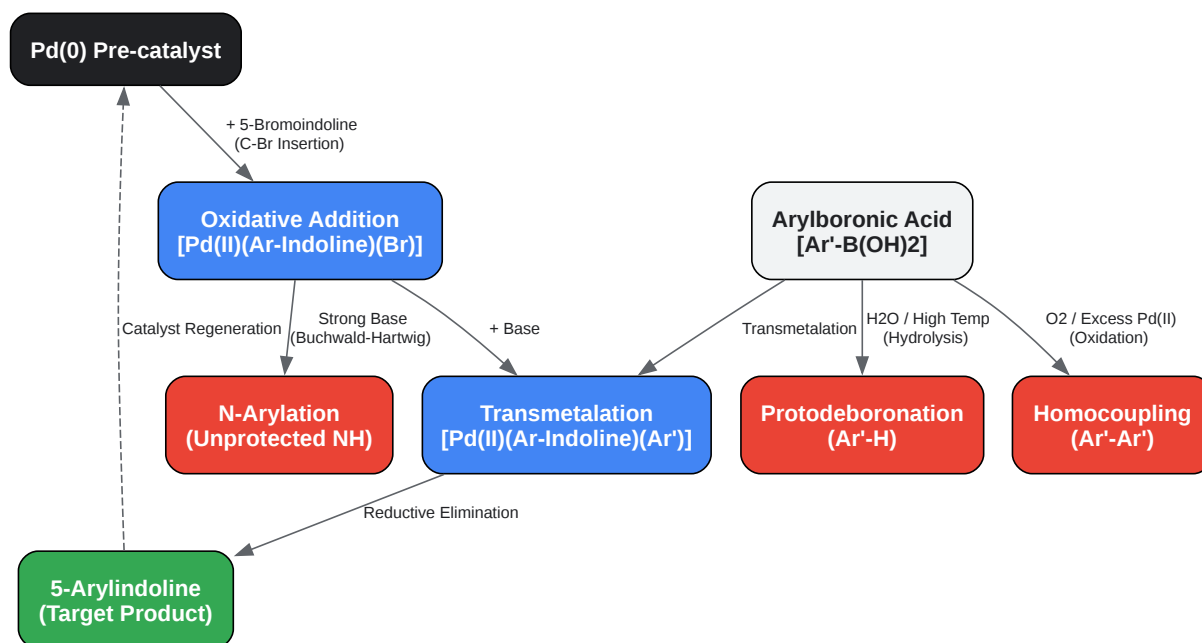 Pd(0) Pre-catalyst
+ 5-Bromoindoline
(C-Br Insertion)
Oxidative Addition
[Pd(II)(Ar-Indoline)(Br)]
Arylboronic Acid
[Ar'-B(OH)2]
Catalyst Regeneration
Strong Base
(Buchwald-Hartwig)
+ Base
Transmetalation
H2O / High Temp
(Hydrolysis)
O2 / Excess Pd(II)
(Oxidation)
N-Arylation
(Unprotected NH)
Transmetalation
[Pd(II)(Ar-Indoline)(Ar')]
Protodeboronation
(Ar'-H)
Homocoupling
(Ar'-Ar')
Reductive Elimination
5-Arylindoline
(Target Product)